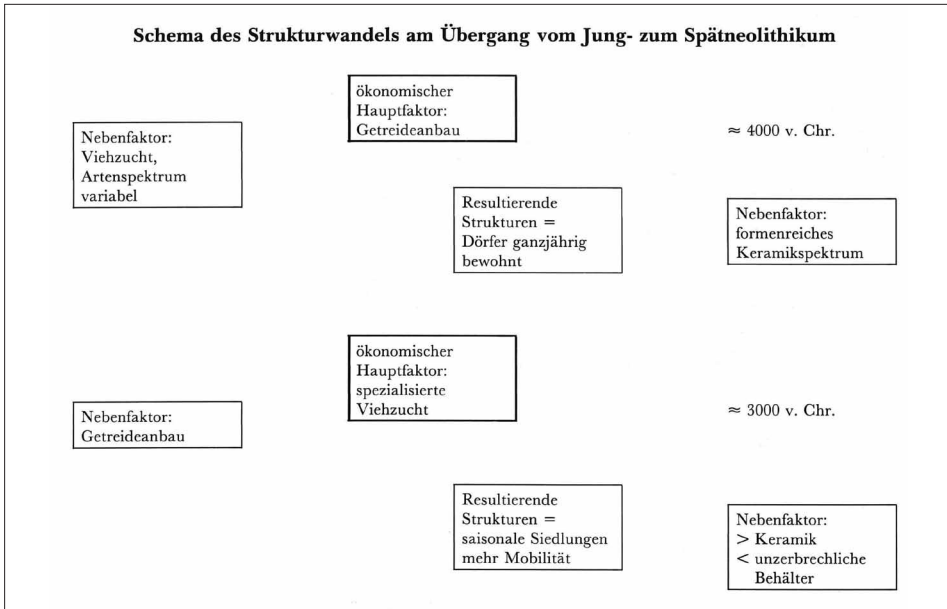 Schema des Strukturwandels am Übergang vom Jung- zum Spätneolithikum
ökonomischer
Hauptfaktor:
Getreideanbau
≈ 4000 v. Chr.
Nebenfaktor:
Viehzucht,
Artenspektrum
variabel
Resultierende
Strukturen =
Dörfer ganzjährig
bewohnt
Nebenfaktor:
formenreiches
Keramikspektrum
ökonomischer
Hauptfaktor:
spezialisierte
Viehzucht
≈ 3000 v. Chr.
Nebenfaktor:
Getreideanbau
Resultierende
Strukturen =
saisonale Siedlungen
mehr Mobilität
Nebenfaktor:
> Keramik
< unzerbrechliche
Behälter